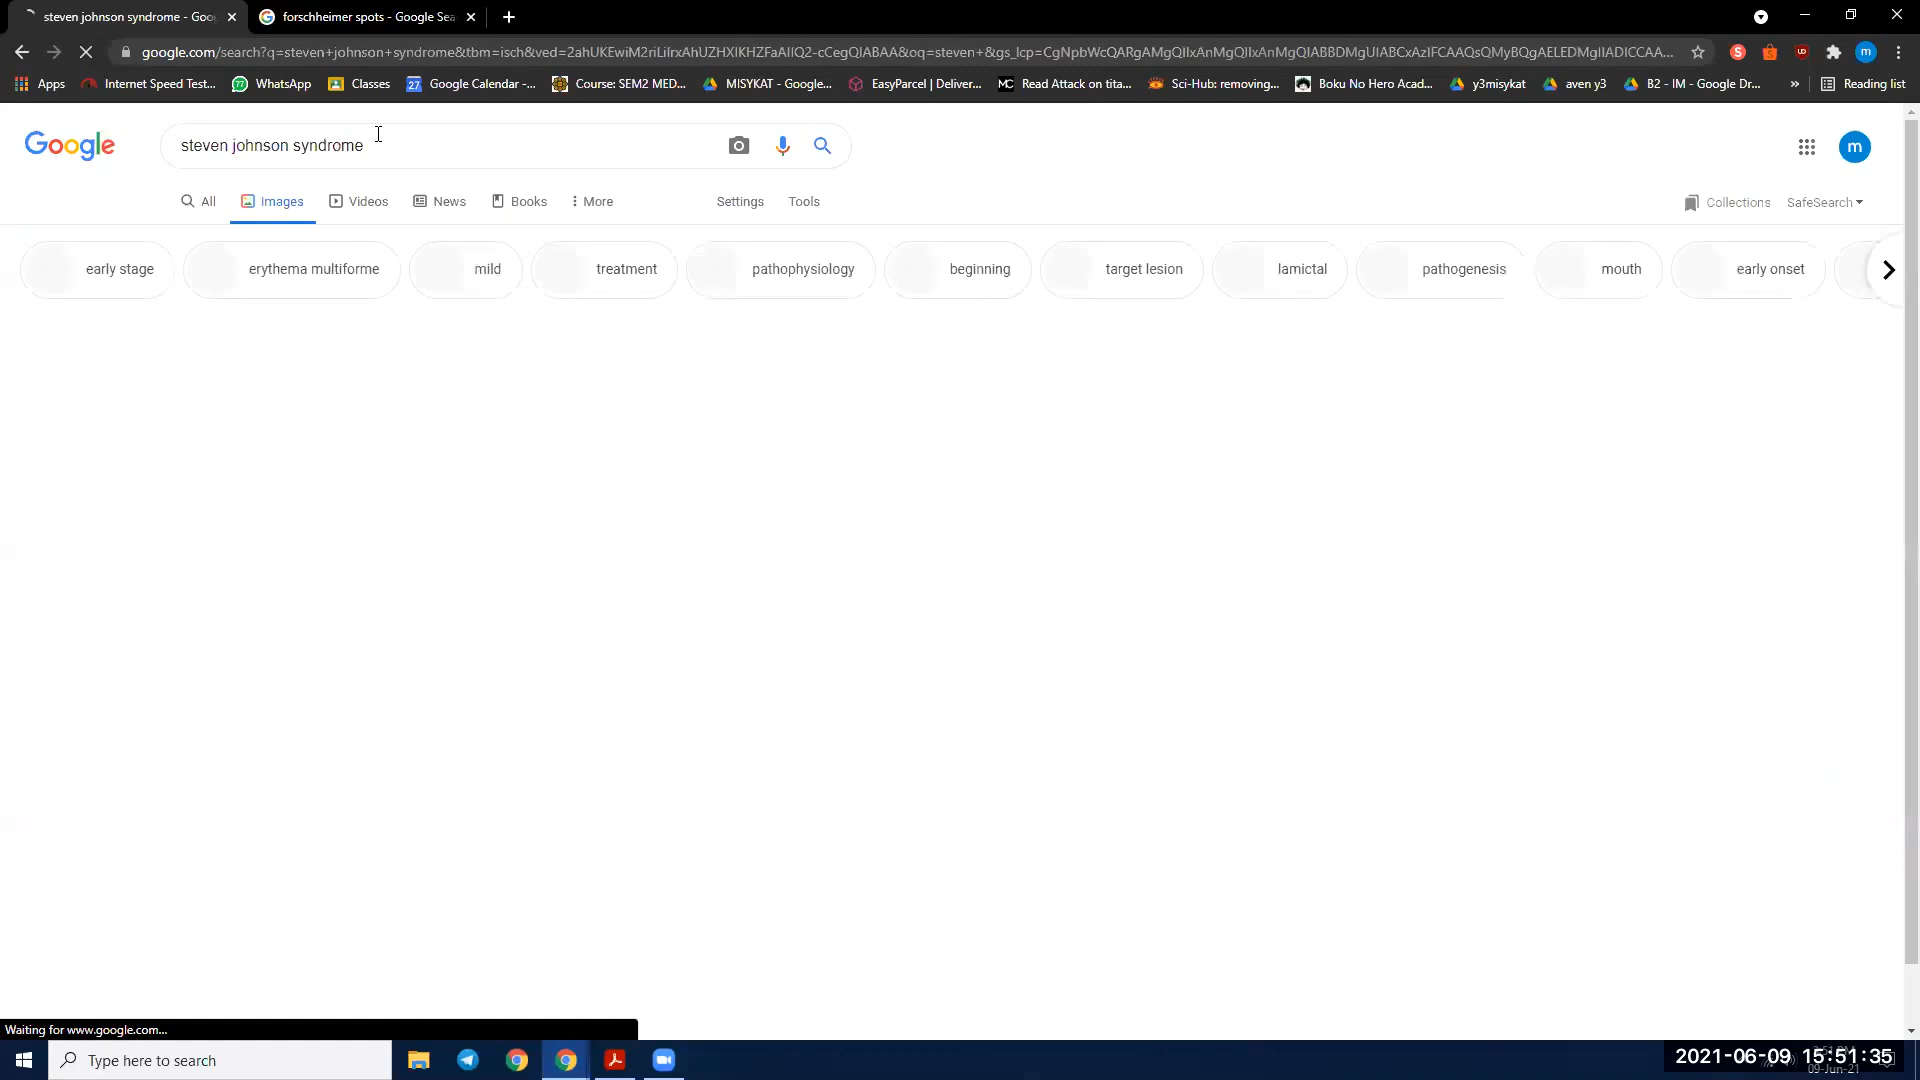 steven johnson syndrome - Goo
forschheimer spots - Google Sea
google.com/search?q=steven+johnson+syndrome&tbm=isch&ved=2ahUKEwiM2riLiIrxAhUZHXIKHZFaAIIQ2-cCegQIABAA&oq=steven+&gs_lcp=CgNpbWcQARgAMgQIIxAnMgQIIxAnMgQIABBDMgUIABCxAzIFCAAQsQMyBQgAELEDMgIIADICCAA...
Apps Internet Speed Test... WhatsApp Classes Google Calendar -... Course: SEM2 MED... MISYKAT - Google... EasyParcel | Deliver... Read Attack on tita... Sci-Hub: removing... Boku No Hero Acad... y3misykat aven y3 B2 - IM - Google Dr... » Reading list
Google
steven johnson syndrome
m
All Images Videos News Books More Settings Tools Collections SafeSearch
early stage erythema multiforme mild treatment pathophysiology beginning target lesion lamictal pathogenesis mouth early onset
Waiting for www.google.com...
Type here to search
2021-06-09 15:51:35
09-Jun-21